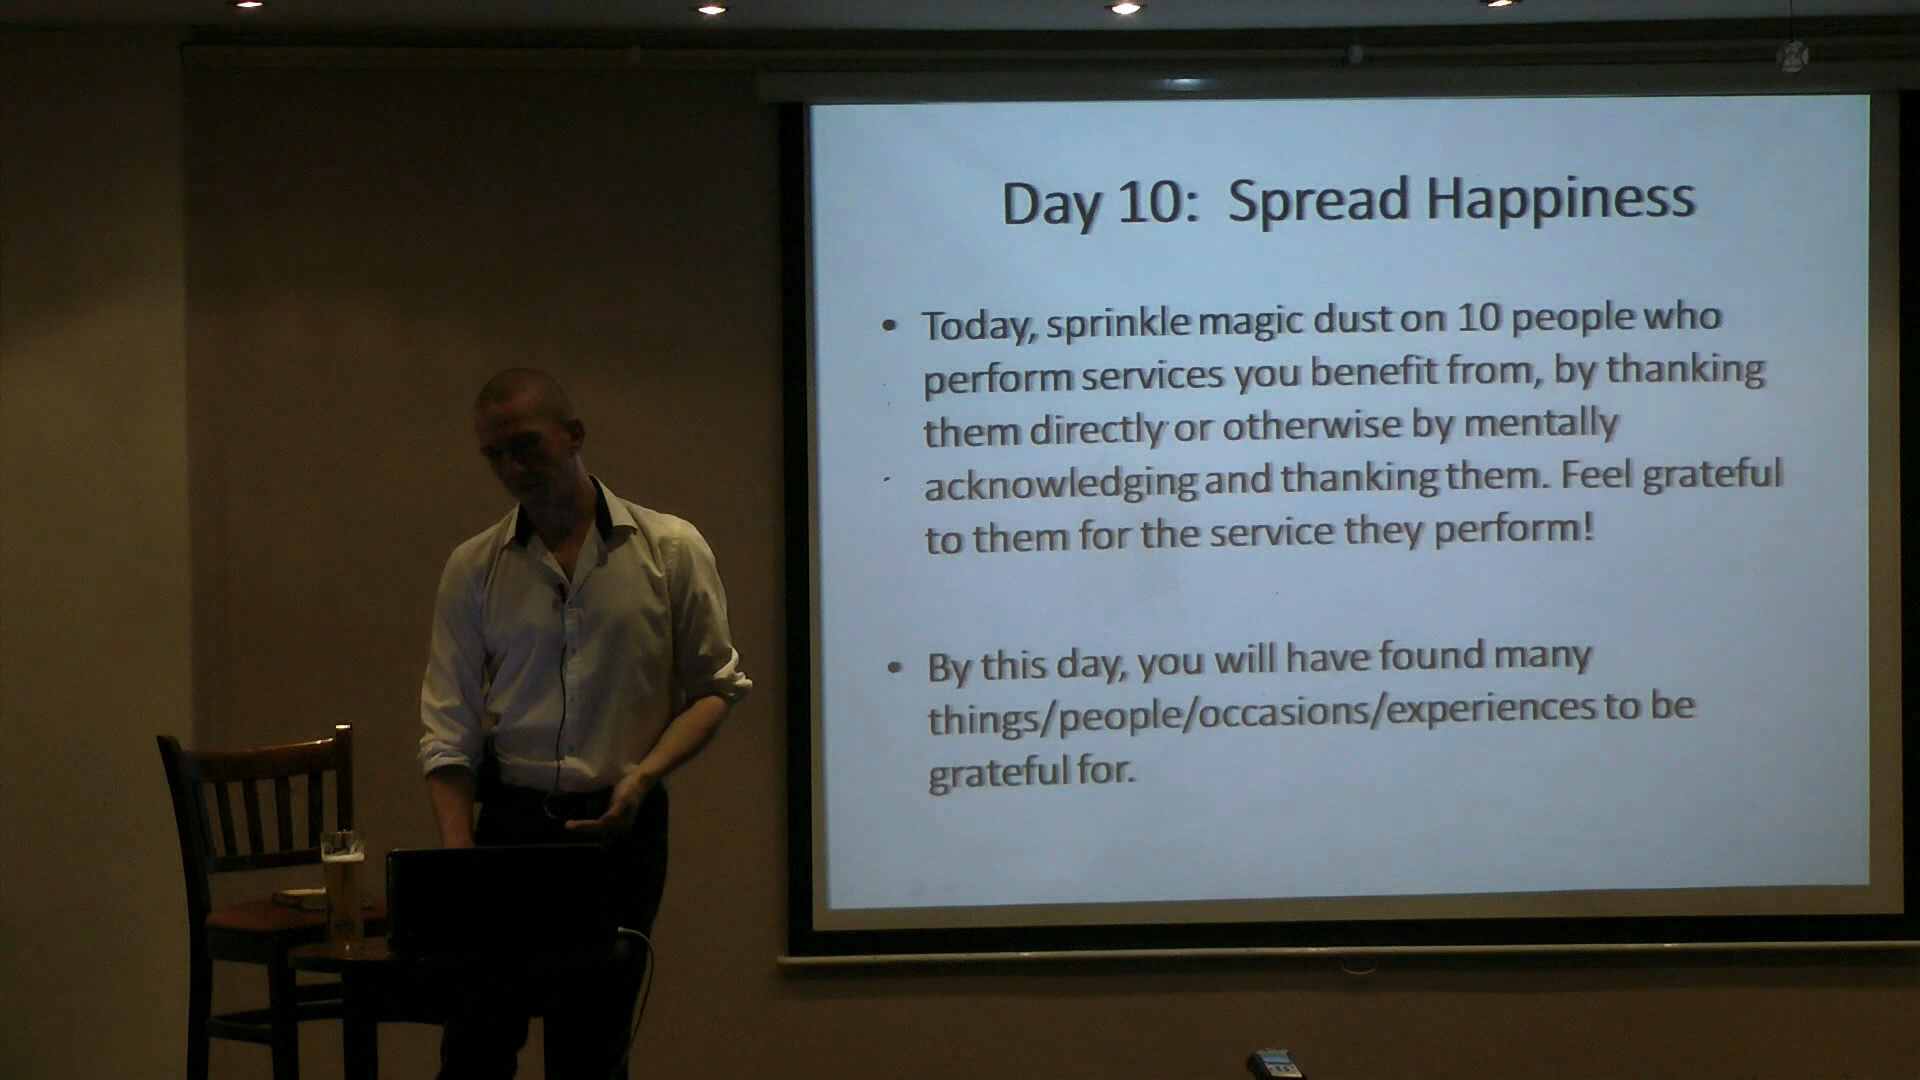 Day 10: Spread Happiness
• Today, sprinkle magic dust on 10 people who
perform services you benefit from, by thanking
them directly or otherwise by mentally
acknowledging and thanking them. Feel grateful
to them for the service they perform!
• By this day, you will have found many
things/people/occasions/experiences to be
grateful for.